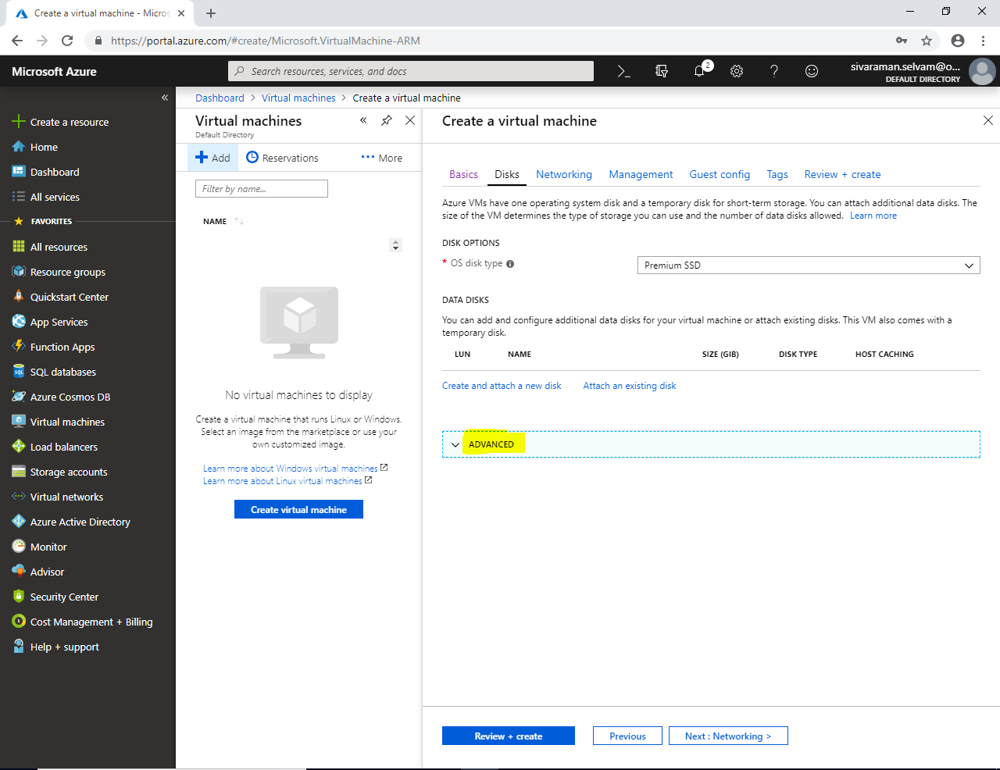 Create a virtual machine - Micros
https://portal.azure.com/#create/Microsoft.VirtualMachine-ARM
Microsoft Azure
Search resources, services, and docs
2
sivaraman.selvam@o...
DEFAULT DIRECTORY
Create a resource
Home
Dashboard
All services
FAVORITES
All resources
Resource groups
Quickstart Center
App Services
Function Apps
SQL databases
Azure Cosmos DB
Virtual machines
Load balancers
Storage accounts
Virtual networks
Azure Active Directory
Monitor
Advisor
Security Center
Cost Management + Billing
Help + support
Dashboard > Virtual machines > Create a virtual machine
Virtual machines
Default Directory
Add Reservations ··· More
Filter by name...
NAME
No virtual machines to display
Create a virtual machine that runs Linux or Windows.
Select an image from the marketplace or use your
own customized image.
Learn more about Windows virtual machines
Learn more about Linux virtual machines
Create virtual machine
Create a virtual machine
Basics Disks Networking Management Guest config Tags Review + create
Azure VMs have one operating system disk and a temporary disk for short-term storage. You can attach additional data disks. The
size of the VM determines the type of storage you can use and the number of data disks allowed. Learn more
DISK OPTIONS
* OS disk type Premium SSD
DATA DISKS
You can add and configure additional data disks for your virtual machine or attach existing disks. This VM also comes with a
temporary disk.
LUN NAME SIZE (GIB) DISK TYPE HOST CACHING
Create and attach a new disk Attach an existing disk
ADVANCED
Review + create Previous Next : Networking >